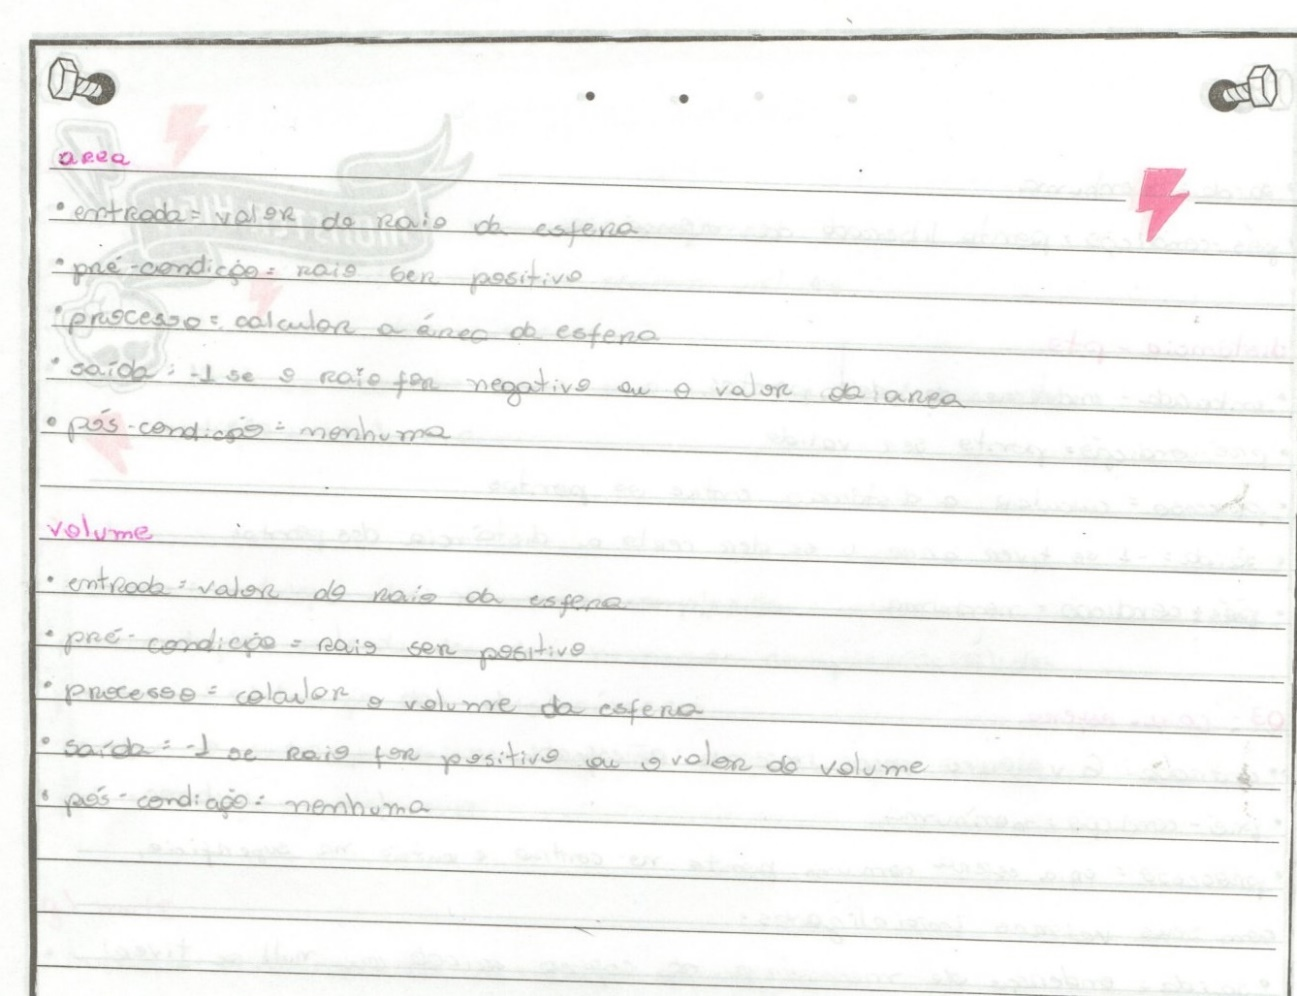 area
• entrada = valor do raio da esfera
• pré-condição = raio ser positivo
• processo = calcular a área da esfera
• saída : -1 se o raio for negativo ou o valor da area
• pós-condição = nenhuma
volume
• entrada = valor do raio da esfera
• pré-condição = raio ser positivo
• processo = calcular o volume da esfera
• saída = -1 se raio for positivo ou o valor do volume
• pós-condição = nenhuma